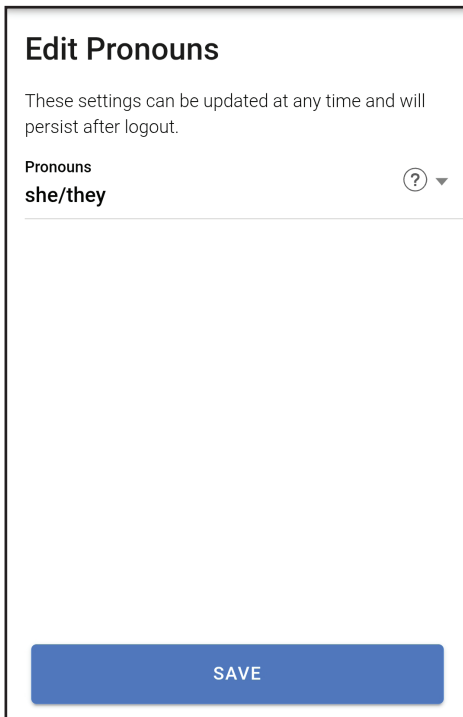 Edit Pronouns
These settings can be updated at any time and will
persist after logout.
Pronouns
she/they
?
SAVE